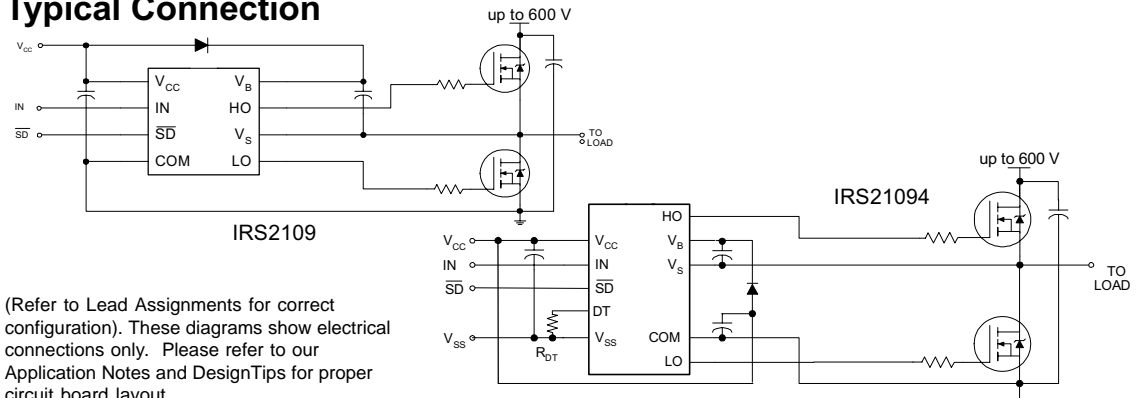 Typical Connection
up to 600 V
VCC
VCC
VB
IN
IN
HO
SD
SD
VS
TO
LOAD
COM
LO
IRS2109
up to 600 V
IRS21094
HO
VCC
VCC
VB
IN
IN
VS
TO
LOAD
SD
SD
DT
VSS
VSS
COM
RDT
LO
(Refer to Lead Assignments for correct
configuration). These diagrams show electrical
connections only. Please refer to our
Application Notes and DesignTips for proper
circuit board layout